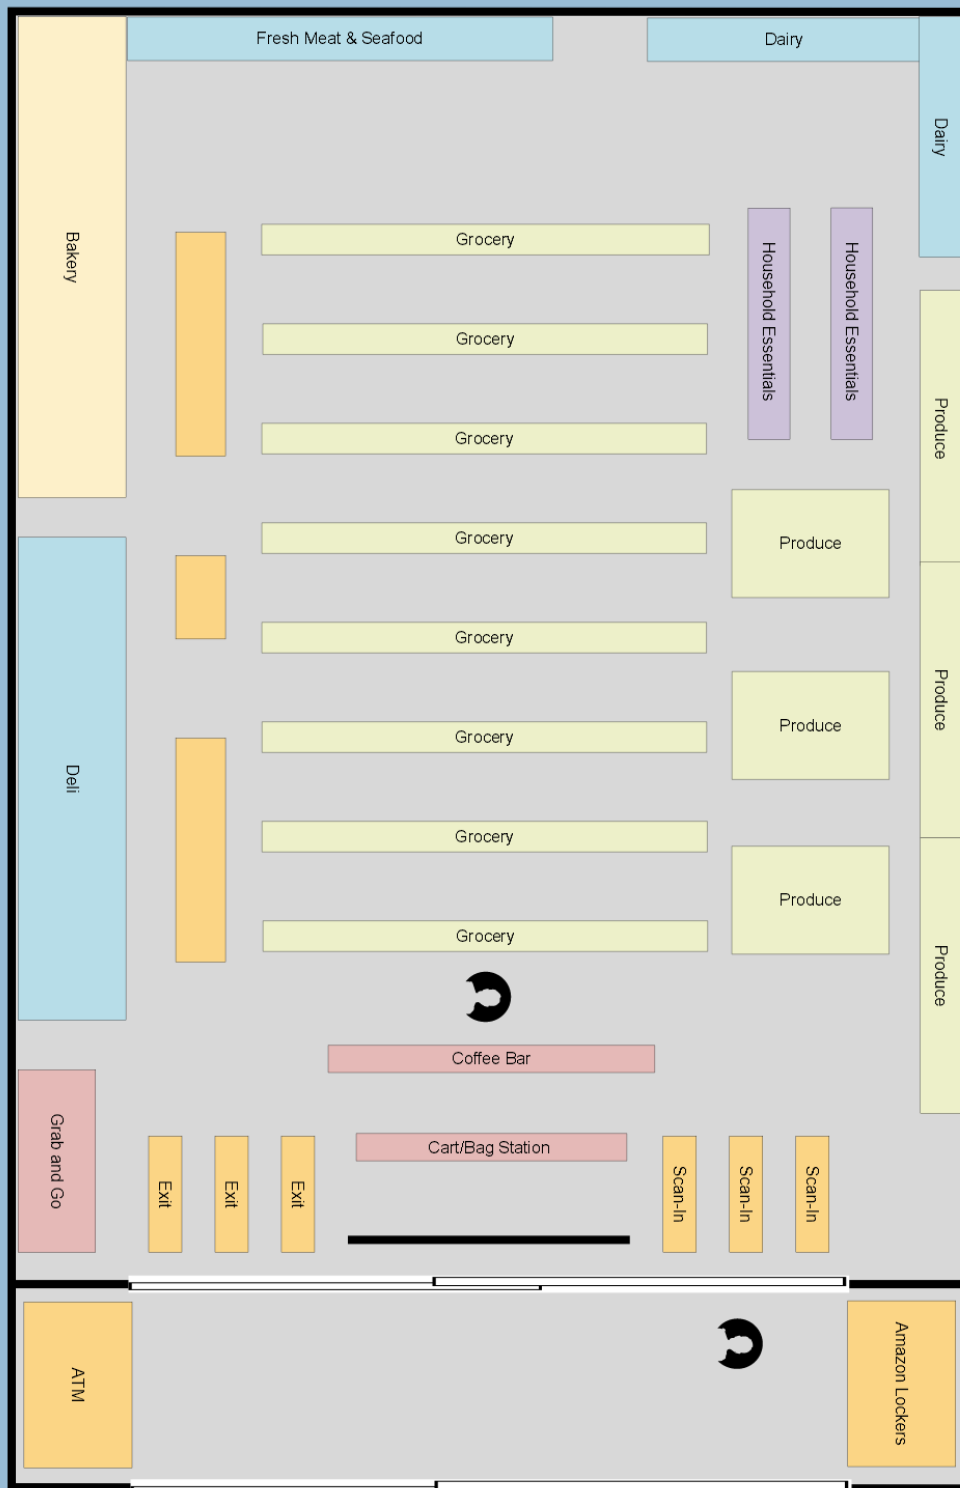 Fresh Meat & Seafood
Dairy
Dairy
Bakery
Grocery
Household Essentials
Household Essentials
Grocery
Produce
Grocery
Grocery
Produce
Grocery
Produce
Grocery
Produce
Deli
Grocery
Produce
Grocery
Produce
Coffee Bar
Grab and Go
Cart/Bag Station
Exit
Exit
Exit
Scan-In
Scan-In
Scan-In
ATM
Amazon Lockers